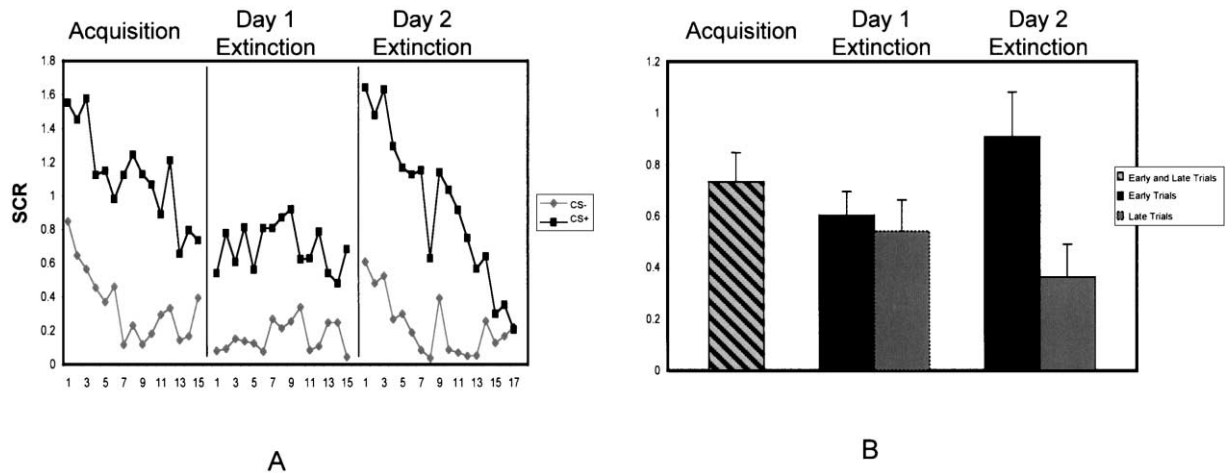 Acquisition
Day 1
Extinction
Day 2
Extinction
SCR
1.8
1.6
1.4
1.2
1
0.8
0.6
0.4
0.2
0
1 3 5 7 9 11 13 15
1 3 5 7 9 11 13 15
1 3 5 7 9 11 13 15 17
CS-
CS+
A
Acquisition
Day 1
Extinction
Day 2
Extinction
1.2
1
0.8
0.6
0.4
0.2
0
Early and Late Trials
Early Trials
Late Trials
B